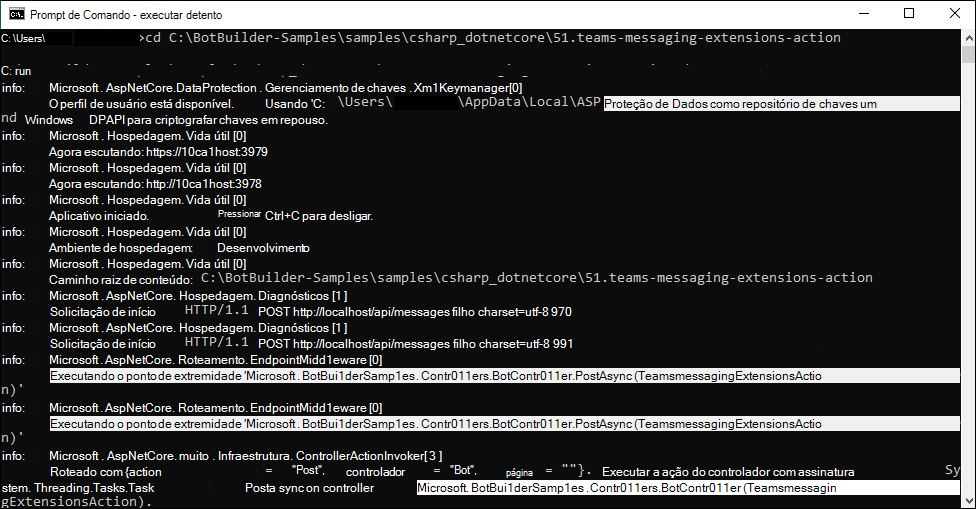 C:\. Prompt de Comando - executar detento
C:\Users\ >cd C:\BotBuilder-Samples\samples\csharp_dotnetcore\51.teams-messaging-extensions-action
C: run
info: Microsoft. AspNetCore.DataProtection . Gerenciamento de chaves . Xm1Keymanager[0]
O perfil de usuário está disponível. Usando 'C: \Users\ \AppData\Local\ASP Proteção de Dados como repositório de chaves um
nd Windows DPAPI para criptografar chaves em repouso.
info: Microsoft . Hospedagem. Vida útil [0]
Agora escutando: https://10ca1host:3979
info: Microsoft . Hospedagem. Vida útil [0]
Agora escutando: http://10ca1host:3978
info: Microsoft . Hospedagem. Vida útil [0]
Aplicativo iniciado. Pressionar Ctrl+C para desligar.
info: Microsoft . Hospedagem. Vida útil [0]
Ambiente de hospedagem: Desenvolvimento
info: Microsoft . Hospedagem. Vida útil [0]
Caminho raiz de conteúdo: C:\BotBuilder-Samples\samples\csharp_dotnetcore\51.teams-messaging-extensions-action
info: Microsoft . AspNetCore. Hospedagem. Diagnósticos [1 ]
Solicitação de início HTTP/1.1 POST http://localhost/api/messages filho charset=utf-8 970
info: Microsoft . AspNetCore. Hospedagem. Diagnósticos [1 ]
Solicitação de início HTTP/1.1 POST http://localhost/api/messages filho charset=utf-8 991
info: Microsoft . AspNetCore. Roteamento. EndpointMidd1eware [0]
Executando o ponto de extremidade 'Microsoft . BotBui1derSamp1es . Contr011ers.BotContr011er.PostAsync (TeamsmessagingExtensionsActio
n)'
info: Microsoft . AspNetCore. Roteamento. EndpointMidd1eware [0]
Executando o ponto de extremidade 'Microsoft . BotBui1derSamp1es . Contr011ers.BotContr011er.PostAsync (TeamsmessagingExtensionsActio
n)'
info: Microsoft . AspNetCore. muito . Infraestrutura. ControllerActionInvoker[ 3 ]
Roteado com {action = "Post", controlador = "Bot", página = ""}. Executar a ação do controlador com assinatura Sy
stem. Threading.Tasks.Task Posta sync on controller Microsoft. BotBui1derSamp1es . Contr011ers.BotContr011er (Teamsmessagin
gExtensionsAction).